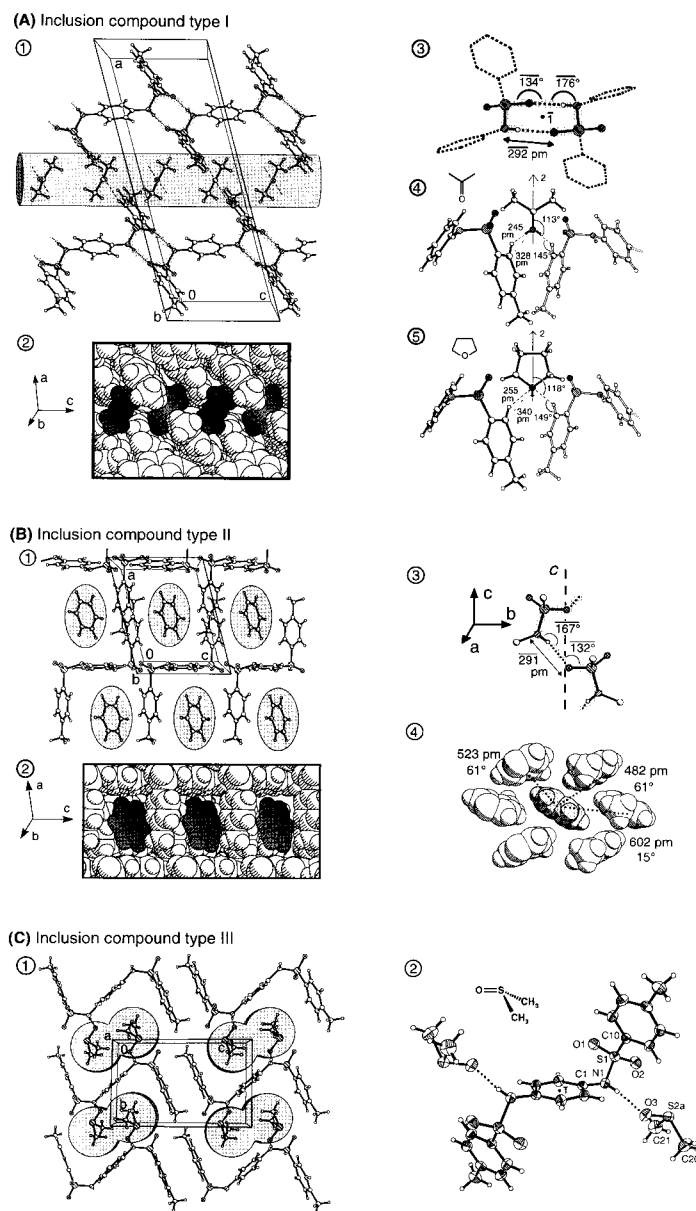 (A) Inclusion compound type I
1
a
0
b
c
2
a
c
b
3
134°
176°
1̄
292 pm
4
O
2
245 pm
113°
328 pm
145°
5
O
2
255 pm
118°
340 pm
149°
(B) Inclusion compound type II
1
a
0
b
c
2
a
c
b
3
c
b
a
c
167°
132°
291 pm
4
523 pm
61°
482 pm
61°
602 pm
15°
(C) Inclusion compound type III
1
a
0
c
b
2
O=S
CH₃
CH₃
C10
O1
S1
O2
C1
N1
O3
S2a
C21
C20